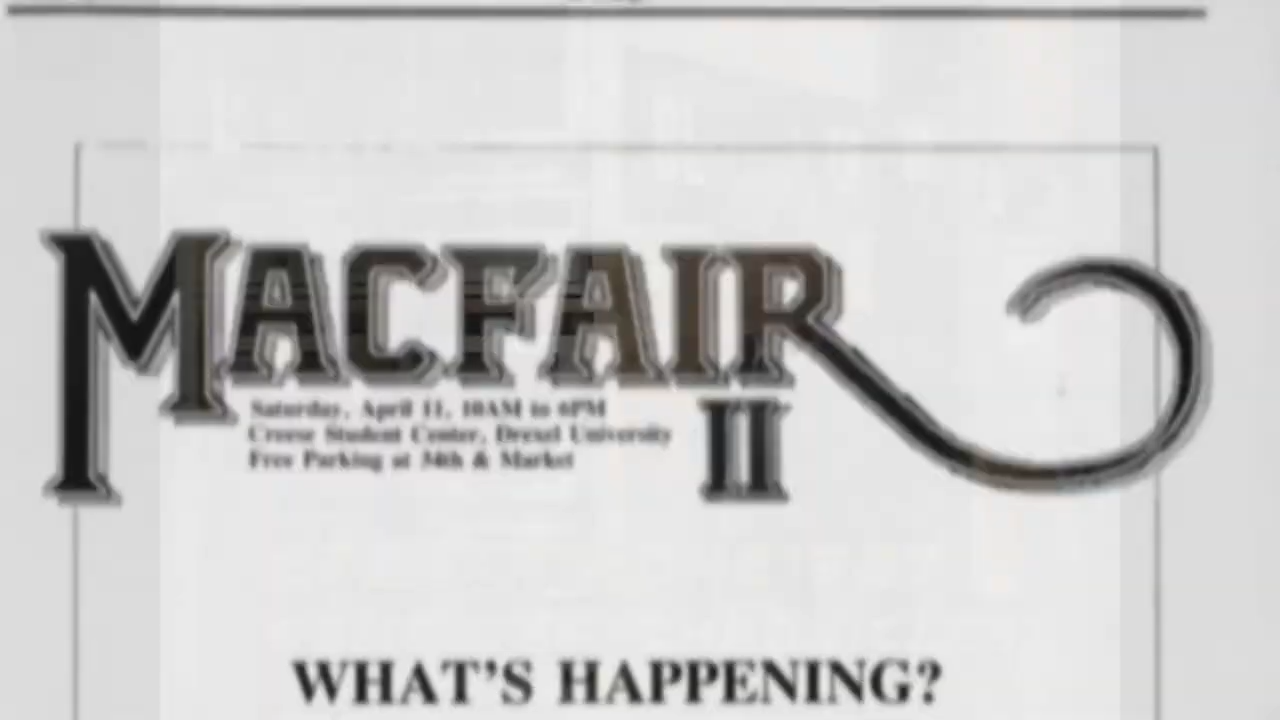 MACFAIR
II
Saturday, April 11, 10AM to 6PM
Creese Student Center, Drexel University
Free Parking at 34th & Market
WHAT'S HAPPENING?